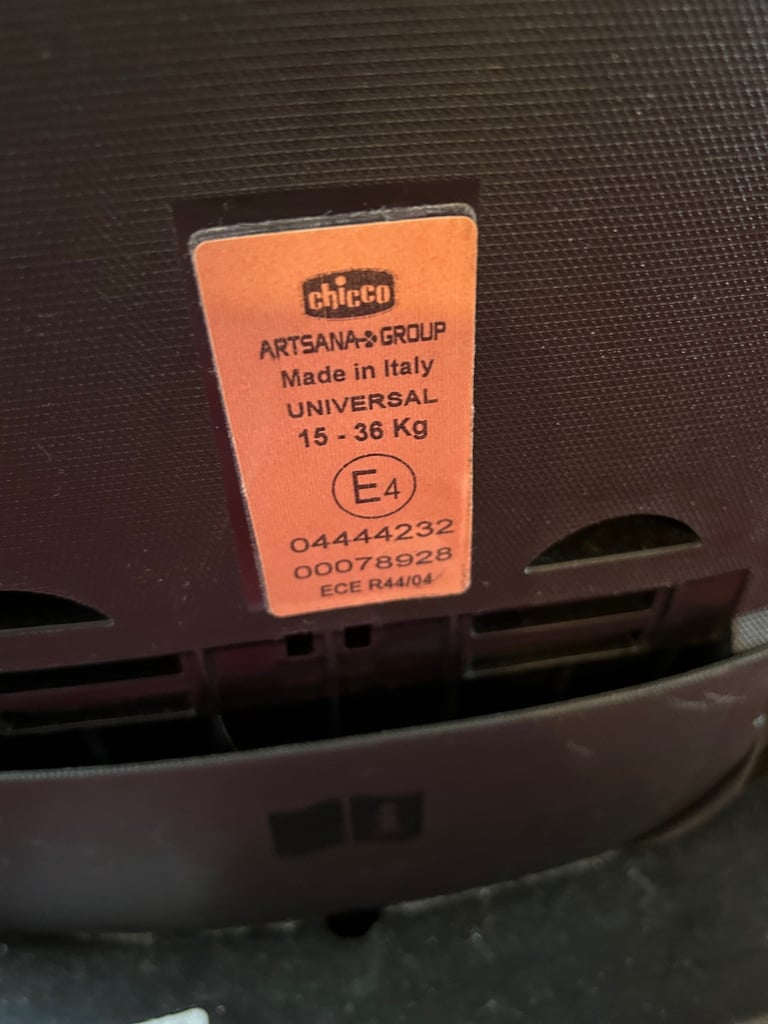 chicco
ARTSANA GROUP
Made in Italy
UNIVERSAL
15 - 36 Kg
E4
04444232
00078928
ECE R44/04